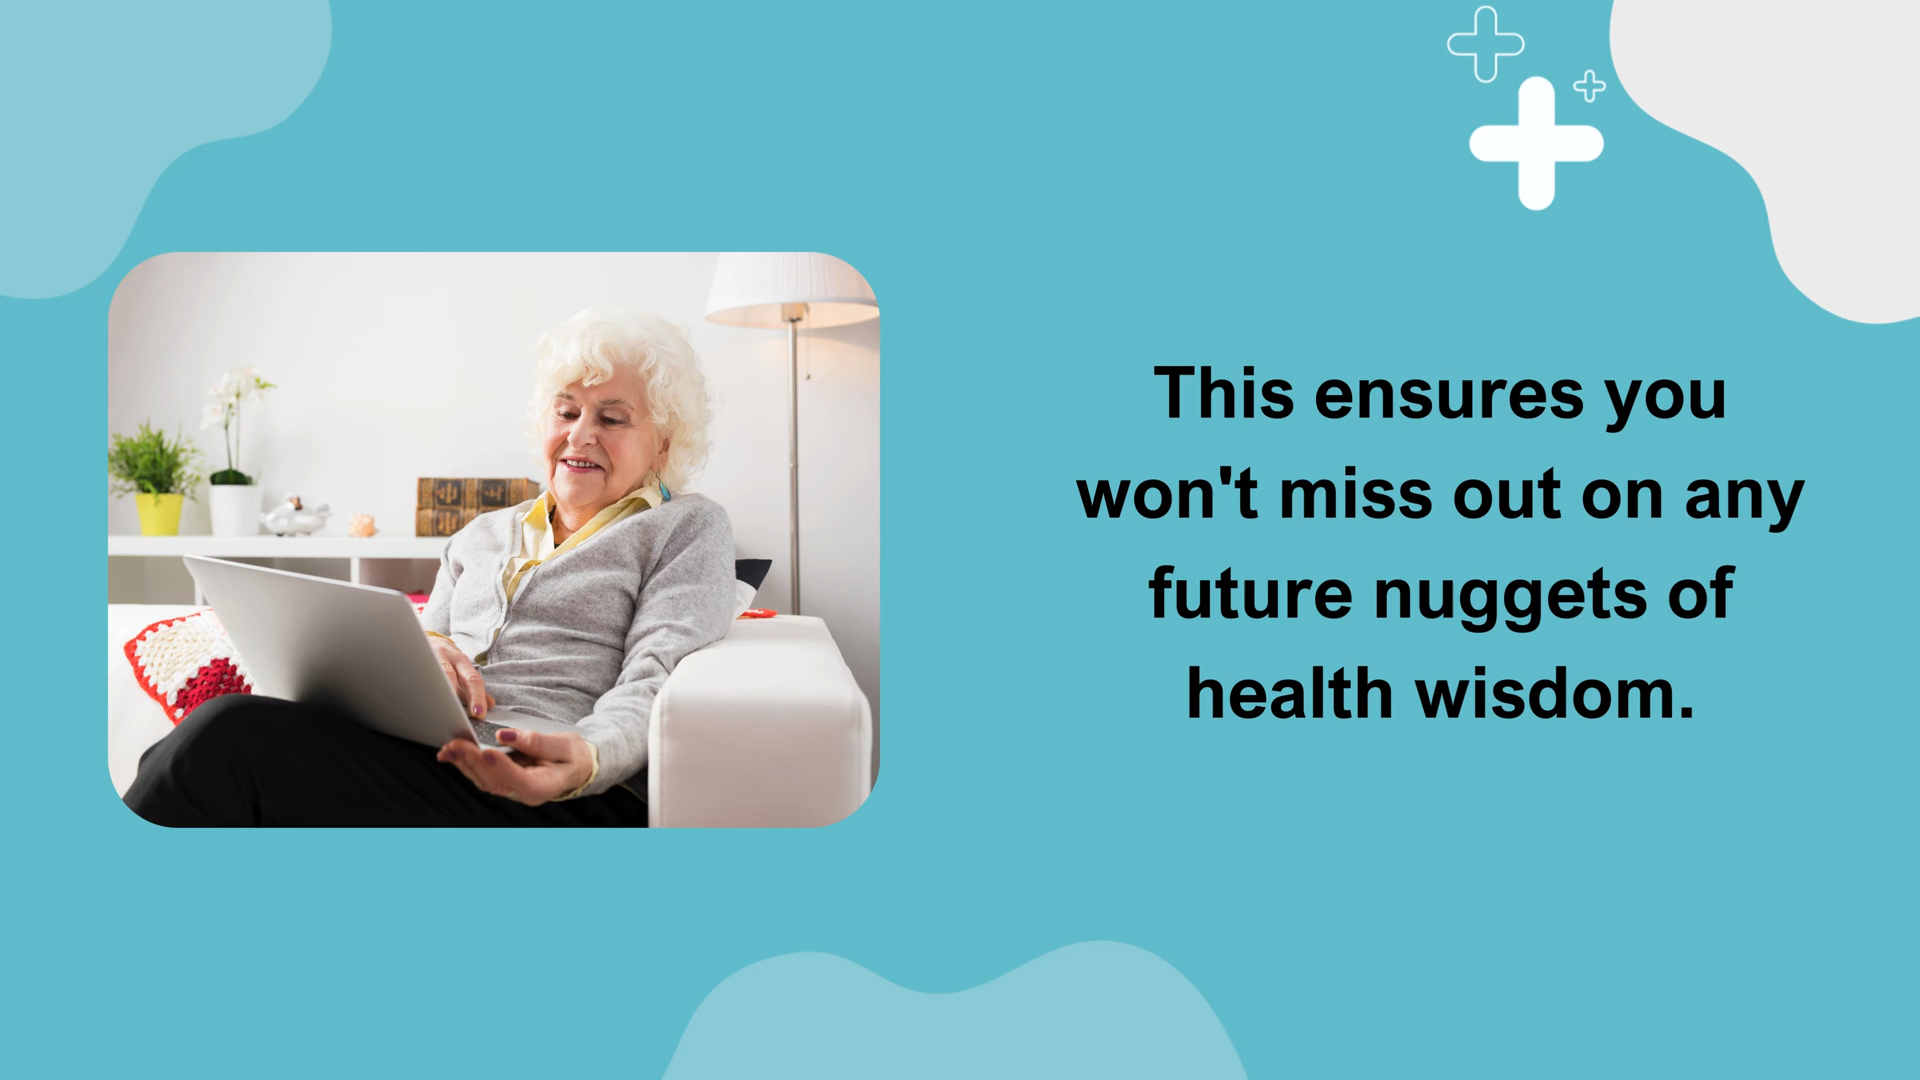 This ensures you
won't miss out on any
future nuggets of
health wisdom.